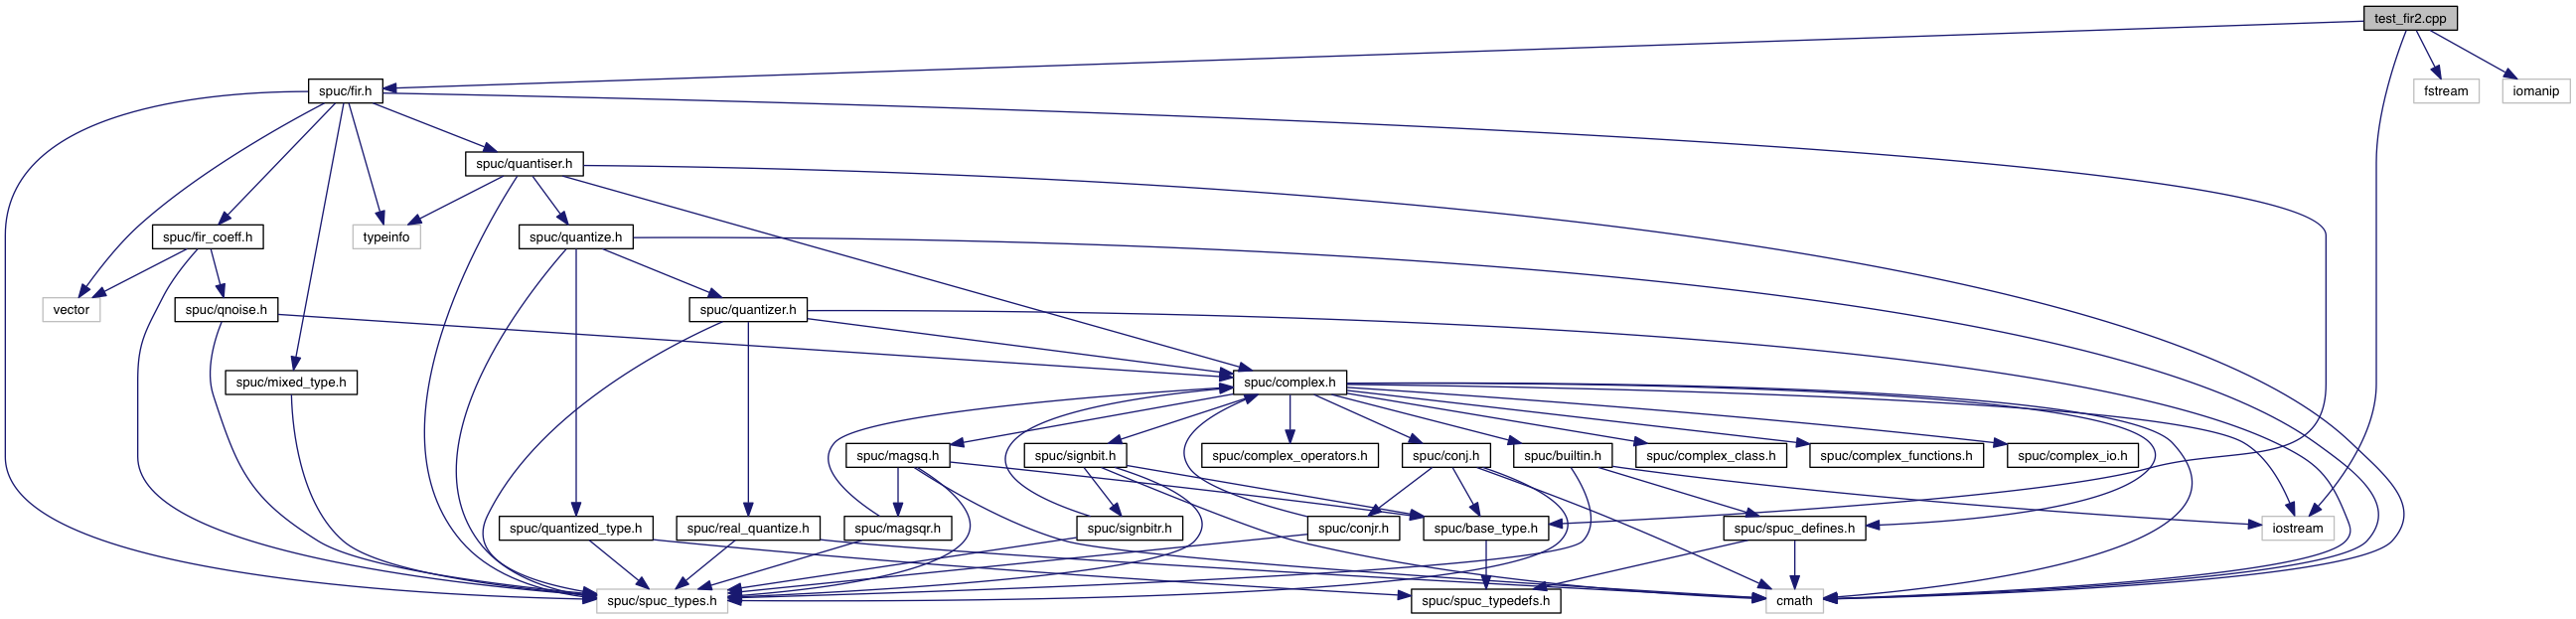 test_fir2.cpp
spuc/fir.h
fstream
iomanip
spuc/quantiser.h
spuc/fir_coeff.h
typeinfo
spuc/quantize.h
vector
spuc/qnoise.h
spuc/quantizer.h
spuc/mixed_type.h
spuc/complex.h
spuc/magsq.h
spuc/signbit.h
spuc/complex_operators.h
spuc/conj.h
spuc/builtin.h
spuc/complex_class.h
spuc/complex_functions.h
spuc/complex_io.h
spuc/quantized_type.h
spuc/real_quantize.h
spuc/magsqr.h
spuc/signbitr.h
spuc/conjr.h
spuc/base_type.h
spuc/spuc_defines.h
iostream
spuc/spuc_types.h
spuc/spuc_typedefs.h
cmath